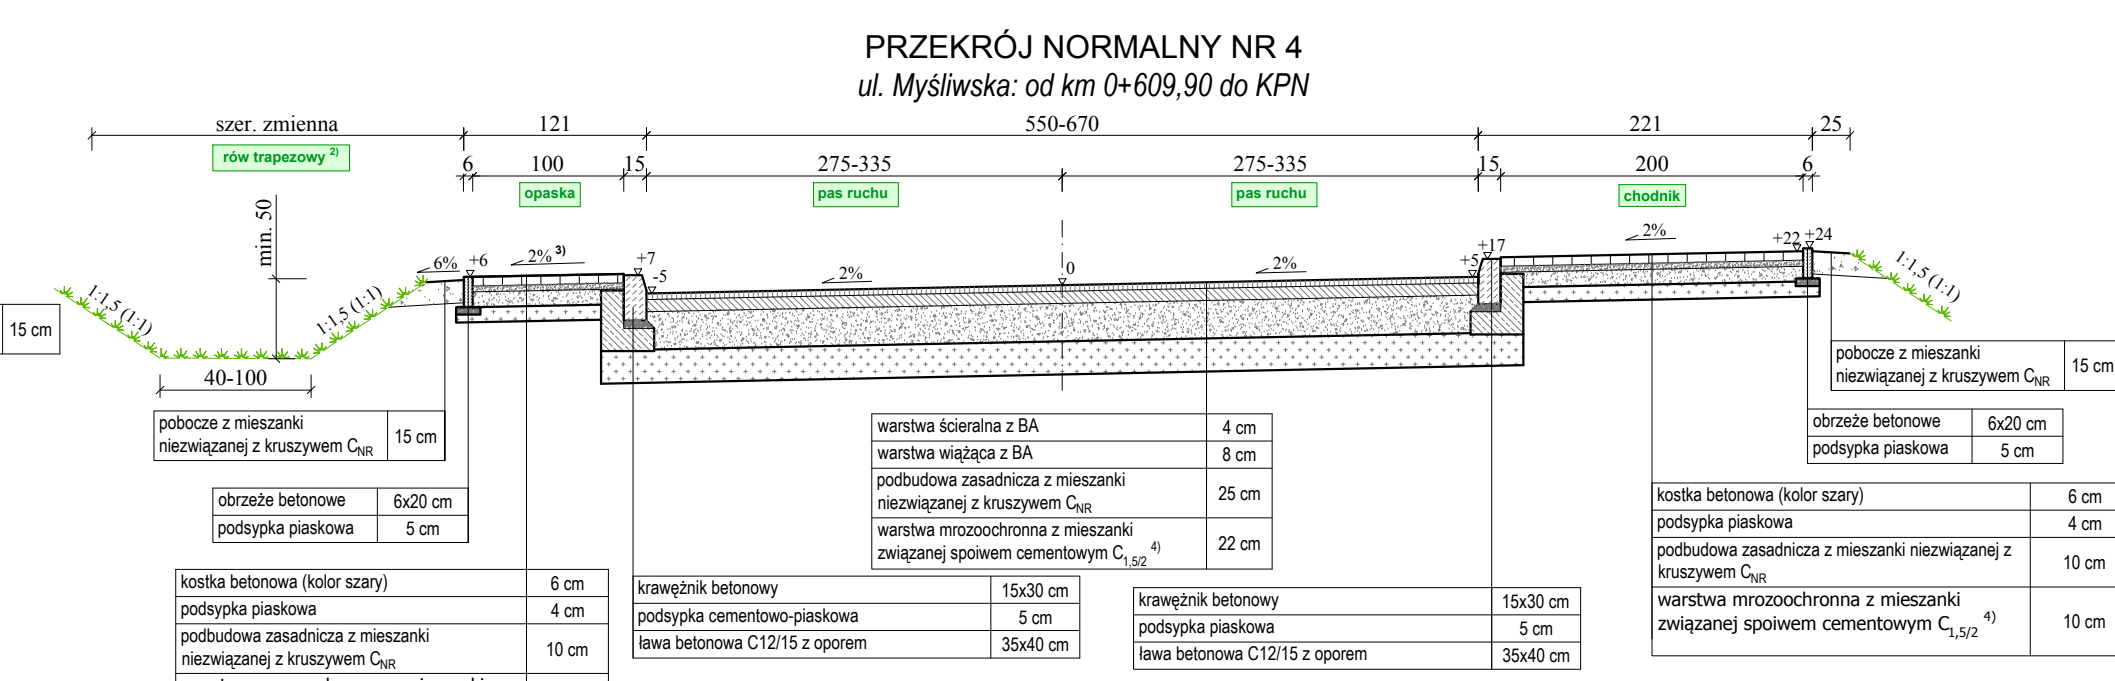 PRZEKRÓJ NORMALNY NR 4
ul. Myśliwska: od km 0+609,90 do KPN
szer. zmienna 121 550-670 221 25
rów trapezowy 2)
6 100 15 275-335 275-335 15 200 6
opaska pas ruchu pas ruchu chodnik
min. 50
6% +6 2% 3) +7 -5 2% 0 2% +5 +17 2% +22 +24
1:1,5 (1:1) 1:1,5 (1:1) 1:1,5 (1:1)
40-100
15 cm
pobocze z mieszanki
niezwiązanej z kruszywem CNR 15 cm
obrzeże betonowe 6x20 cm
podsypka piaskowa 5 cm
kostka betonowa (kolor szary) 6 cm
podsypka piaskowa 4 cm
podbudowa zasadnicza z mieszanki
niezwiązanej z kruszywem CNR 10 cm
warstwa ścieralna z BA 4 cm
warstwa wiążąca z BA 8 cm
podbudowa zasadnicza z mieszanki
niezwiązanej z kruszywem CNR 25 cm
warstwa mrozoochronna z mieszanki
związanej spoiwem cementowym C1,5/2 4) 22 cm
krawężnik betonowy 15x30 cm
podsypka cementowo-piaskowa 5 cm
ława betonowa C12/15 z oporem 35x40 cm
krawężnik betonowy 15x30 cm
podsypka piaskowa 5 cm
ława betonowa C12/15 z oporem 35x40 cm
pobocze z mieszanki
niezwiązanej z kruszywem CNR 15 cm
obrzeże betonowe 6x20 cm
podsypka piaskowa 5 cm
kostka betonowa (kolor szary) 6 cm
podsypka piaskowa 4 cm
podbudowa zasadnicza z mieszanki niezwiązanej z
kruszywem CNR 10 cm
warstwa mrozoochronna z mieszanki
związanej spoiwem cementowym C1,5/2 4) 10 cm